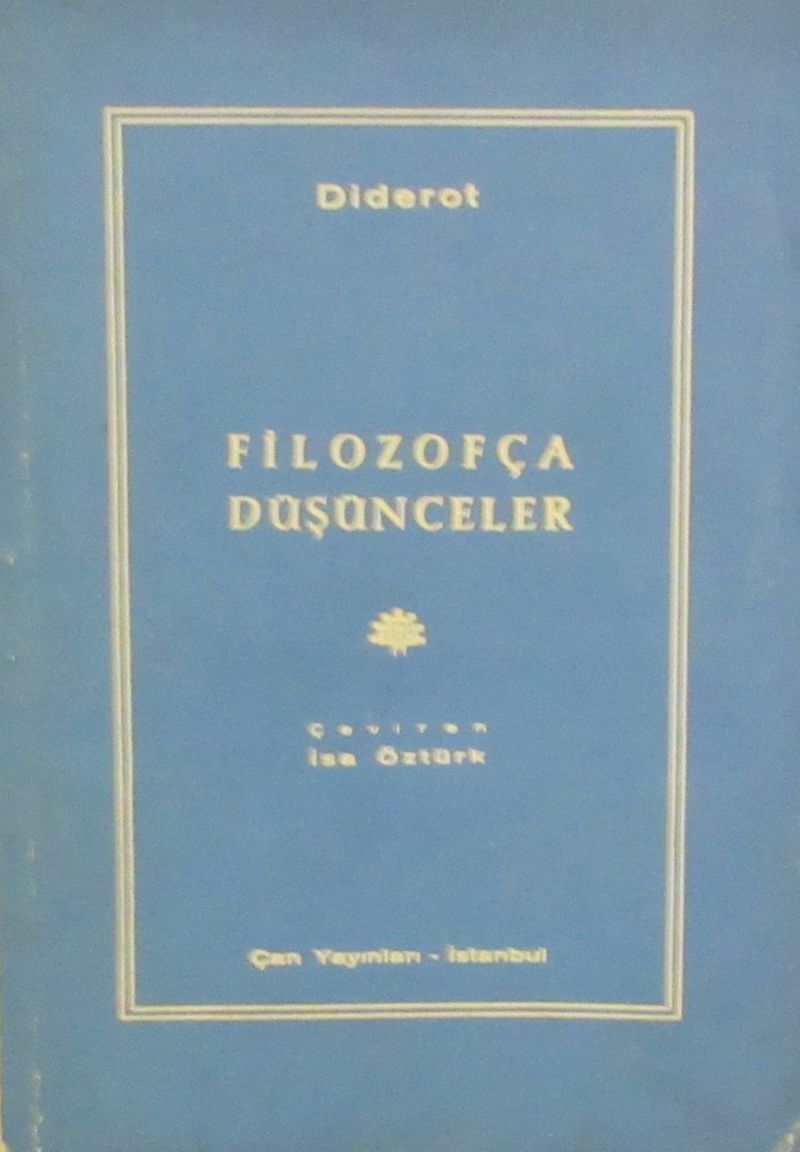 Diderot
FİLOZOFÇA
DÜŞÜNCELER
Çeviren
İsa Öztürk
Çan Yayınları - İstanbul